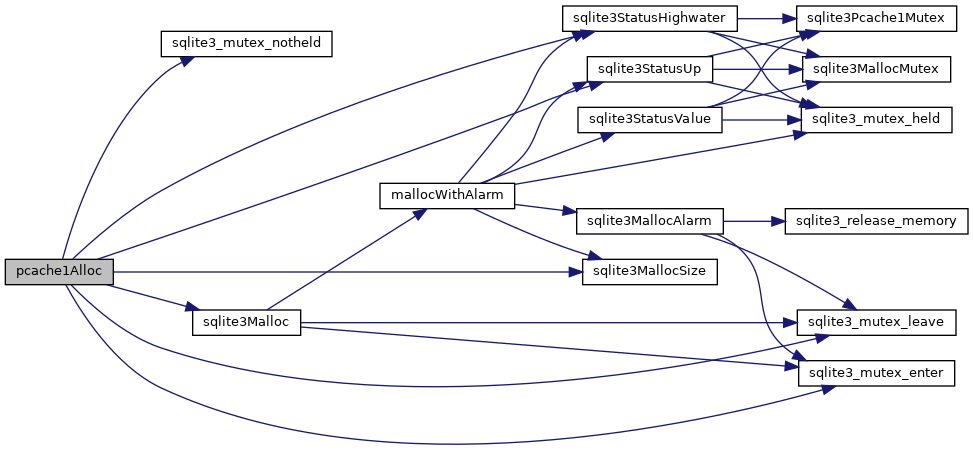 pcache1Alloc
sqlite3_mutex_notheld
sqlite3Malloc
mallocWithAlarm
sqlite3StatusHighwater
sqlite3StatusUp
sqlite3StatusValue
sqlite3MallocAlarm
sqlite3MallocSize
sqlite3Pcache1Mutex
sqlite3MallocMutex
sqlite3_mutex_held
sqlite3_release_memory
sqlite3_mutex_leave
sqlite3_mutex_enter